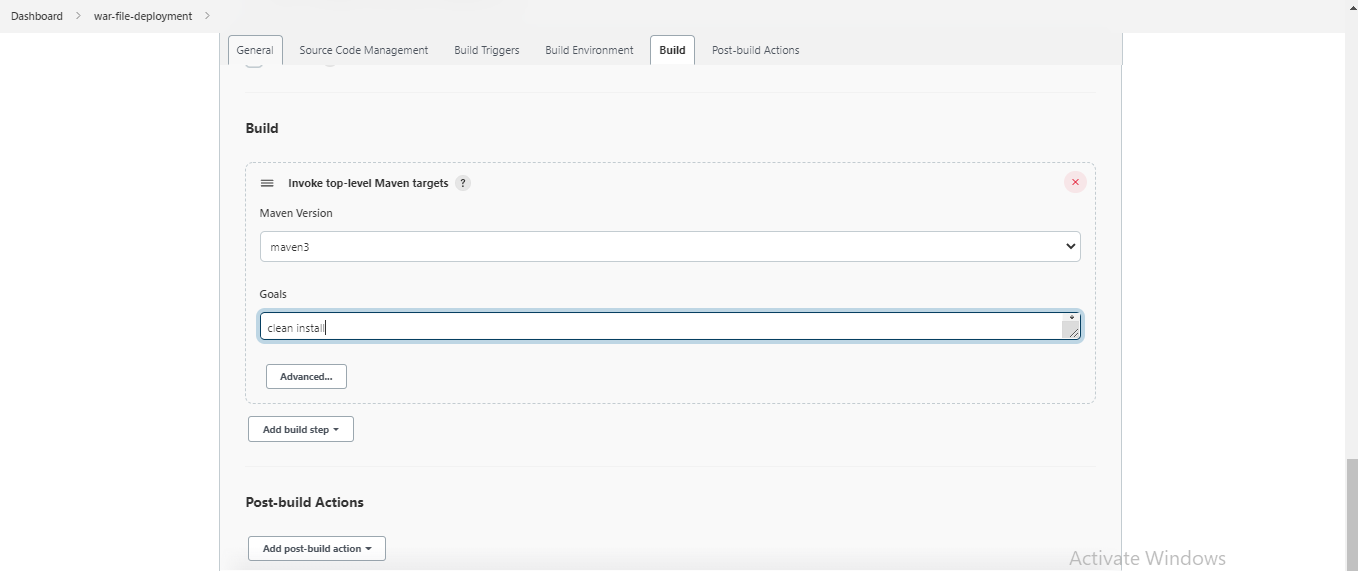 Dashboard war-file-deployment
General Source Code Management Build Triggers Build Environment Build Post-build Actions
Build
Invoke top-level Maven targets ?
Maven Version
maven3
Goals
clean install
Advanced...
Add build step
Post-build Actions
Add post-build action
Activate Windows